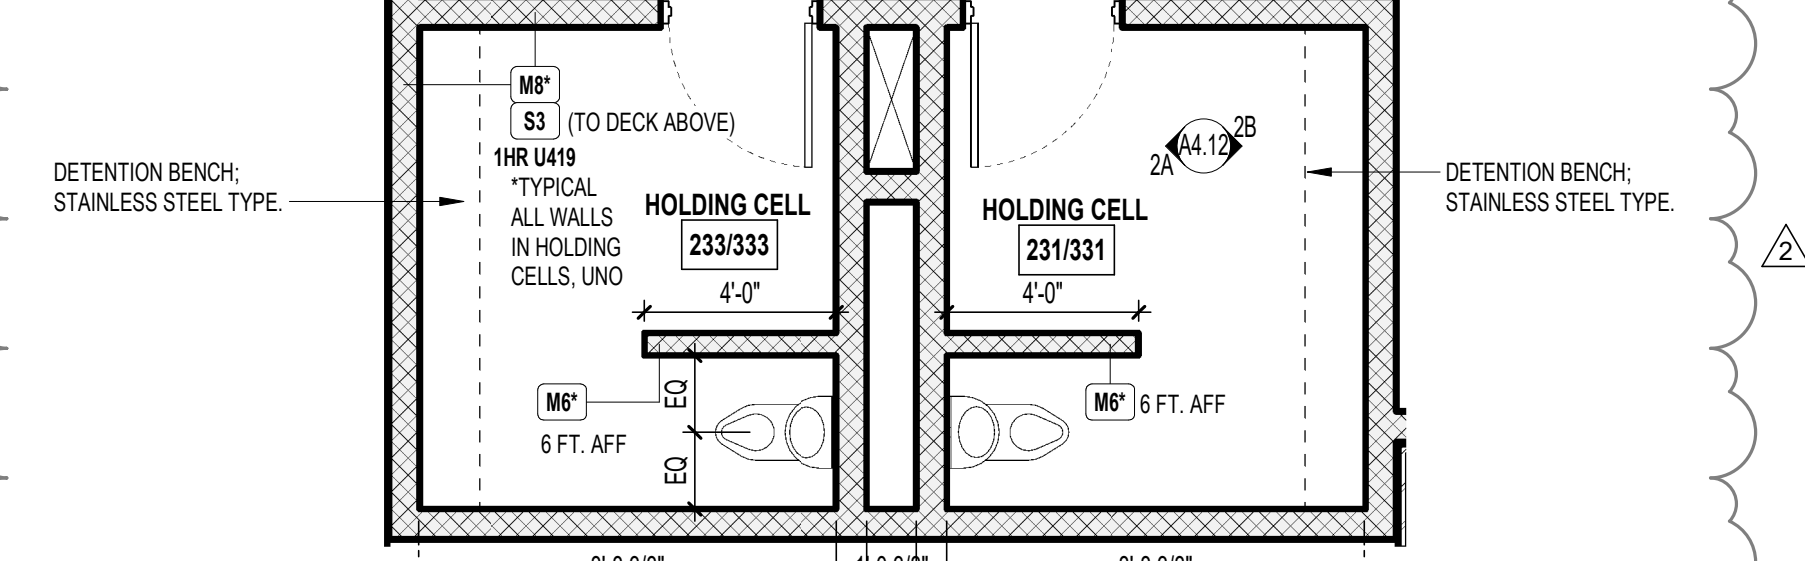 M8*
S3 (TO DECK ABOVE)
1HR U419
*TYPICAL
ALL WALLS
IN HOLDING
CELLS, UNO
DETENTION BENCH;
STAINLESS STEEL TYPE.
HOLDING CELL
233/333
4'-0"
HOLDING CELL
231/331
4'-0"
A4.12
2B
2A
DETENTION BENCH;
STAINLESS STEEL TYPE.
2
M6*
6 FT. AFF
EQ
EQ
M6* 6 FT. AFF